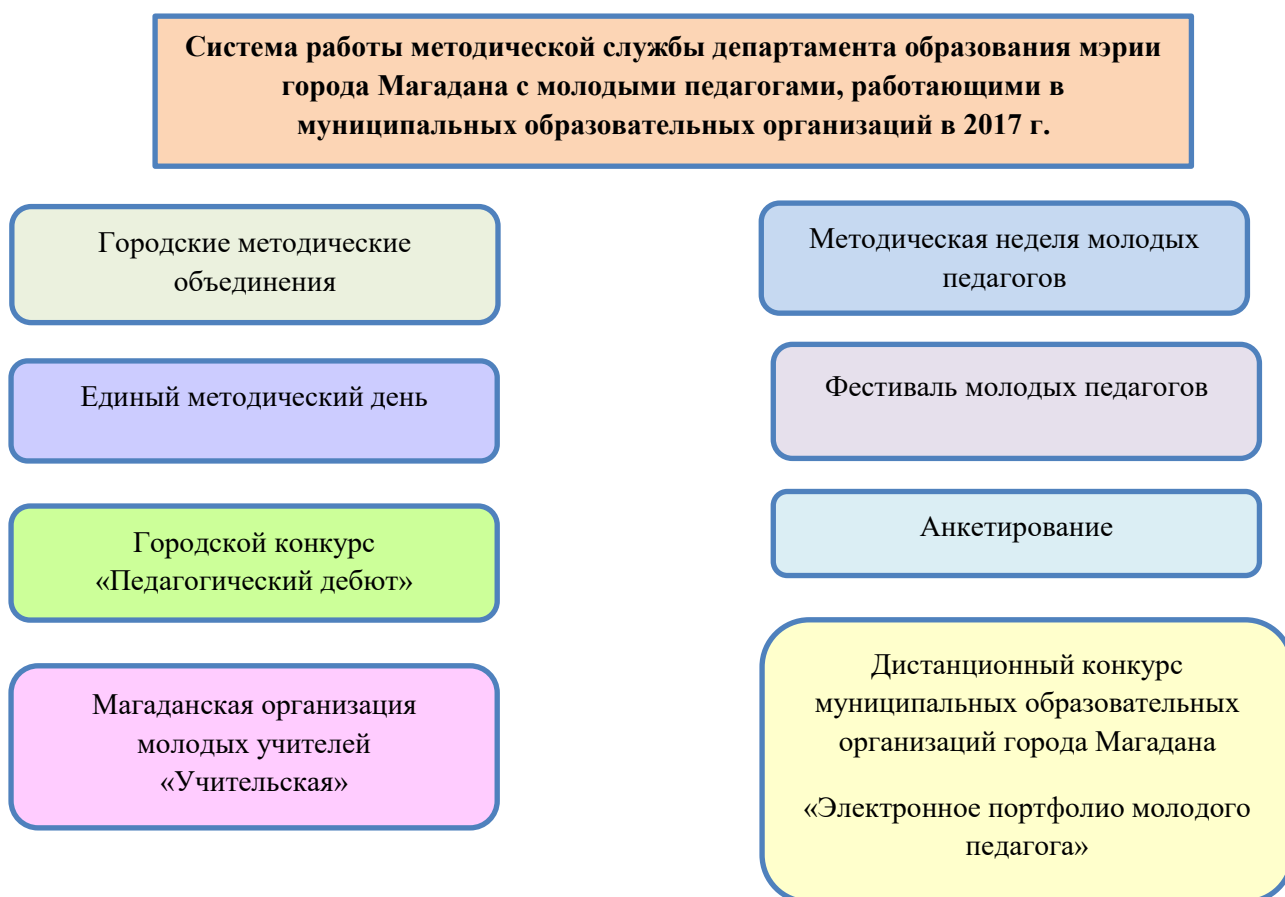 Система работы методической службы департамента образования мэрии
города Магадана с молодыми педагогами, работающими в
муниципальных образовательных организаций в 2017 г.
Городские методические
объединения
Методическая неделя молодых
педагогов
Единый методический день
Фестиваль молодых педагогов
Городской конкурс
«Педагогический дебют»
Анкетирование
Магаданская организация
молодых учителей
«Учительская»
Дистанционный конкурс
муниципальных образовательных
организаций города Магадана
«Электронное портфолио молодого
педагога»